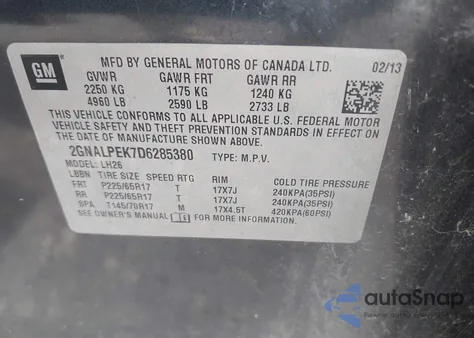 GM
MFD BY GENERAL MOTORS OF CANADA LTD. 02/13
GVWR GAWR FRT GAWR RR
2250 KG 1175 KG 1240 KG
4960 LB 2590 LB 2733 LB
THIS VEHICLE CONFORMS TO ALL APPLICABLE U.S. FEDERAL MOTOR
VEHICLE SAFETY AND THEFT PREVENTION STANDARDS IN EFFECT ON
THE DATE OF MANUFACTURE SHOWN ABOVE.
2GNALPEK7D6285380 TYPE: M.P.V.
MODEL: LH26
LBBN TIRE SIZE SPEED RTG RIM COLD TIRE PRESSURE
FRT P225/65R17 T 17X7J 240KPA(35PSI)
RR P225/65R17 T 17X7J 240KPA(35PSI)
SPA T145/70R17 M 17X4.5T 420KPA(60PSI)
SEE OWNER'S MANUAL FOR MORE INFORMATION.
autoSnap